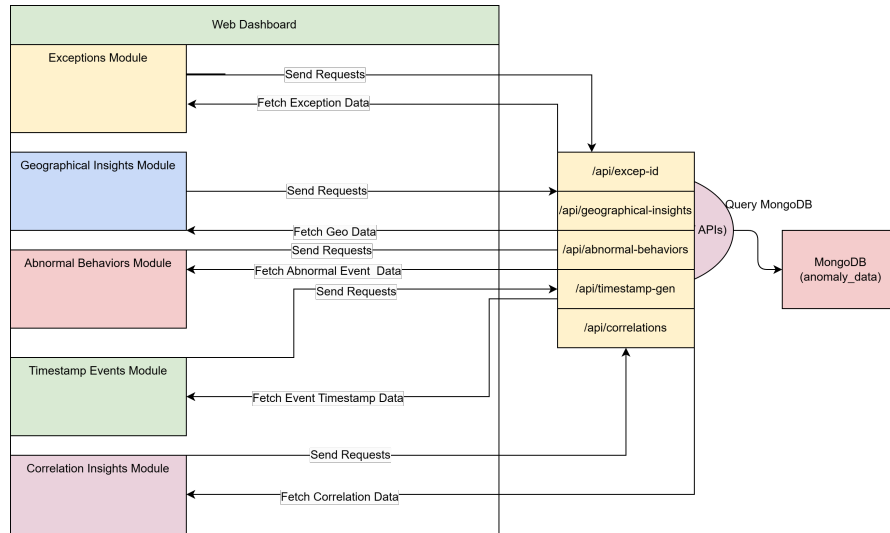 Web Dashboard
Exceptions Module
Send Requests
Fetch Exception Data
Geographical Insights Module
/api/excep-id
Send Requests
/api/geographical-insights
Query MongoDB
Fetch Geo Data
APIs)
Send Requests
/api/abnormal-behaviors
Abnormal Behaviors Module
MongoDB
(anomaly_data)
Fetch Abnormal Event Data
Send Requests
/api/timestamp-gen
/api/correlations
Timestamp Events Module
Fetch Event Timestamp Data
Send Requests
Correlation Insights Module
Fetch Correlation Data